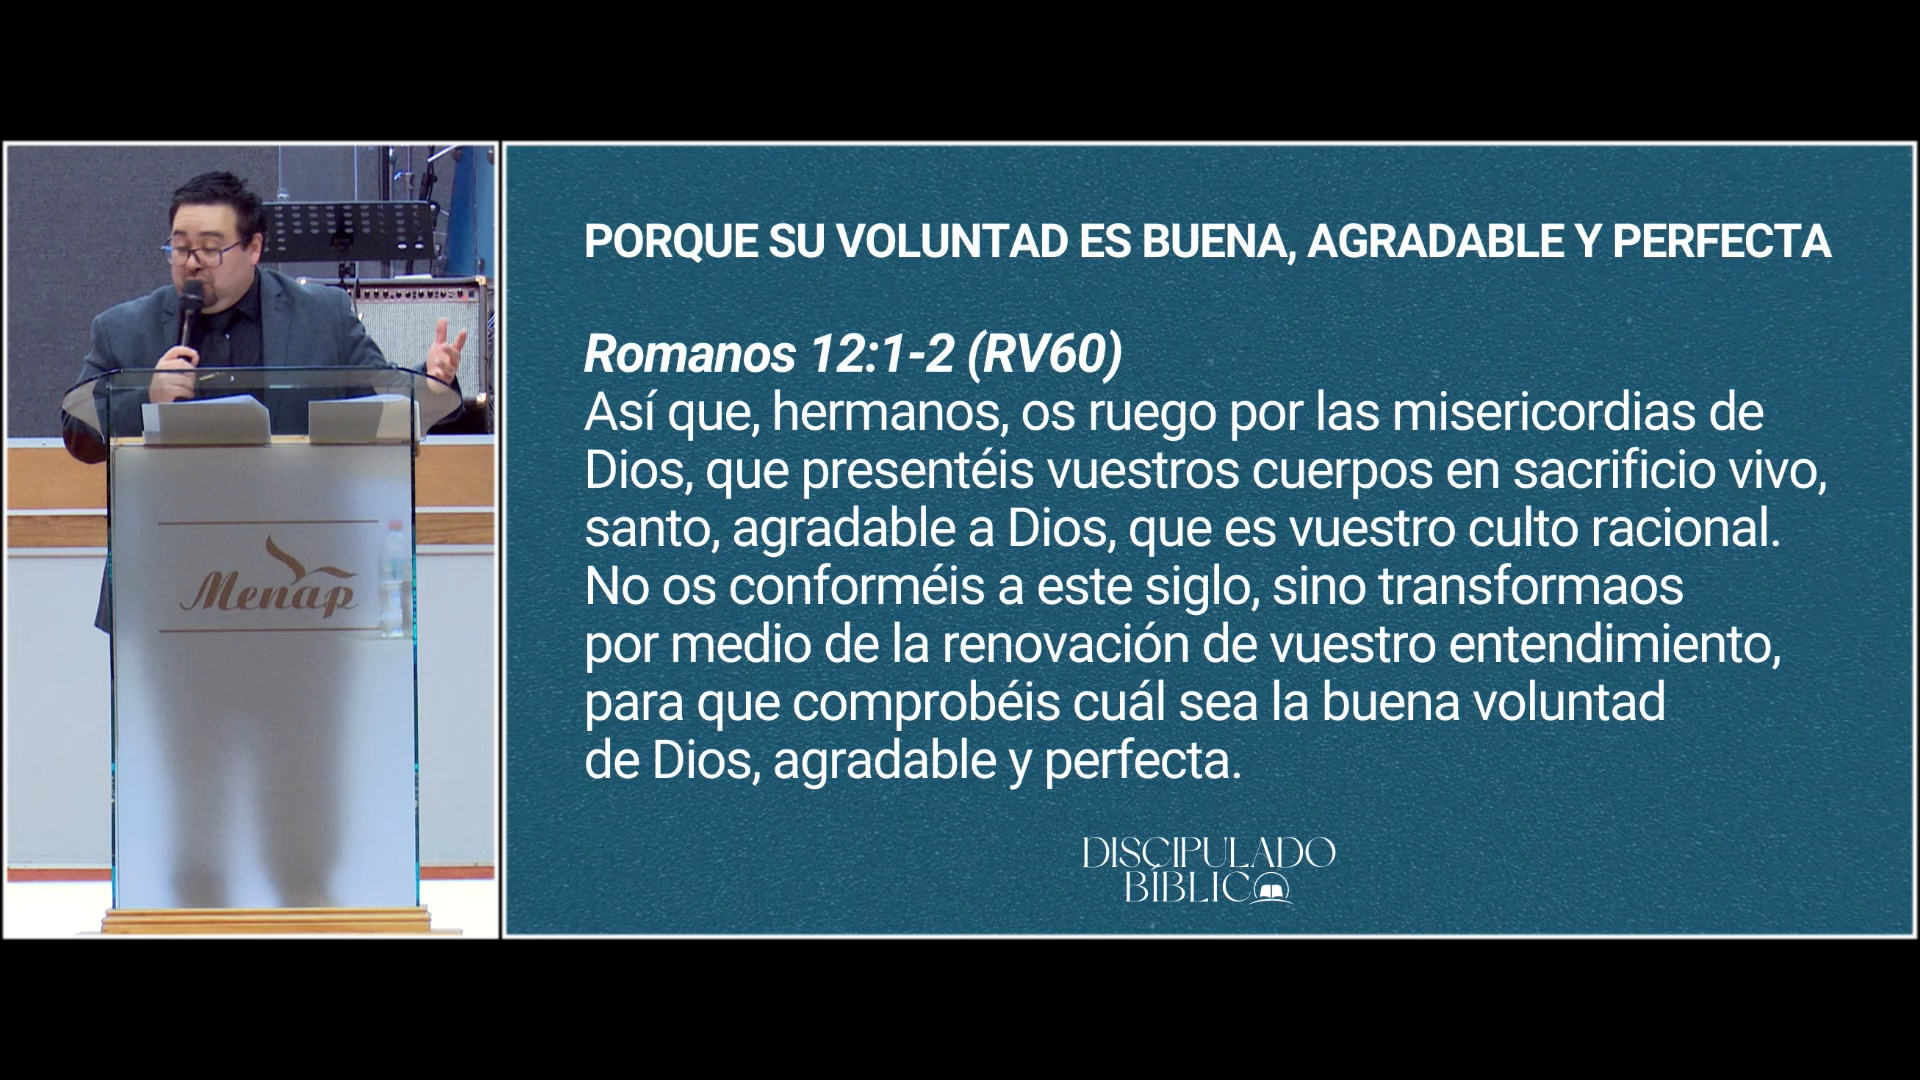 PORQUE SU VOLUNTAD ES BUENA, AGRADABLE Y PERFECTA
Romanos 12:1-2 (RV60)
Así que, hermanos, os ruego por las misericordias de
Dios, que presentéis vuestros cuerpos en sacrificio vivo,
santo, agradable a Dios, que es vuestro culto racional.
No os conforméis a este siglo, sino transformaos
por medio de la renovación de vuestro entendimiento,
para que comprobéis cuál sea la buena voluntad
de Dios, agradable y perfecta.
DISCIPULADO
BÍBLICO
Menap